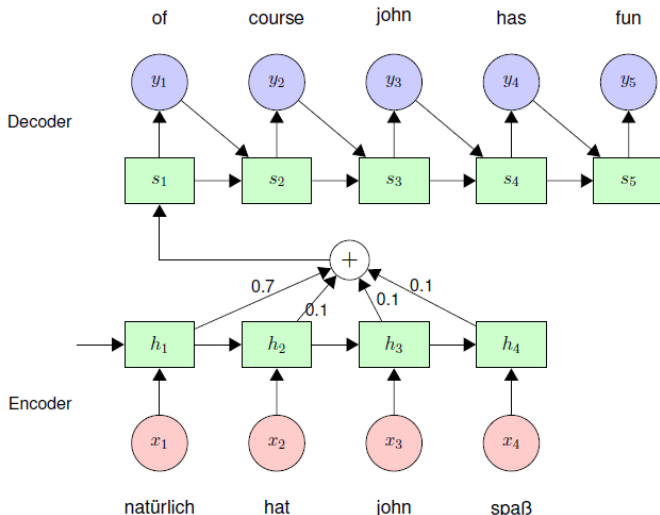 of course john has fun
y1 y2 y3 y4 y5
Decoder
s1 s2 s3 s4 s5
+
0.7 0.1 0.1 0.1
h1 h2 h3 h4
Encoder
x1 x2 x3 x4
natürlich hat john spaß